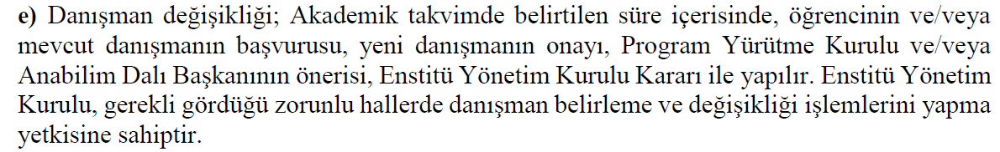 e) Danışman değişikliği; Akademik takvimde belirtilen süre içerisinde, öğrencinin ve/veya
mevcut danışmanın başvurusu, yeni danışmanın onayı, Program Yürütme Kurulu ve/veya
Anabilim Dalı Başkanının önerisi, Enstitü Yönetim Kurulu Kararı ile yapılır. Enstitü Yönetim
Kurulu, gerekli gördüğü zorunlu hallerde danışman belirleme ve değişikliği işlemlerini yapma
yetkisine sahiptir.